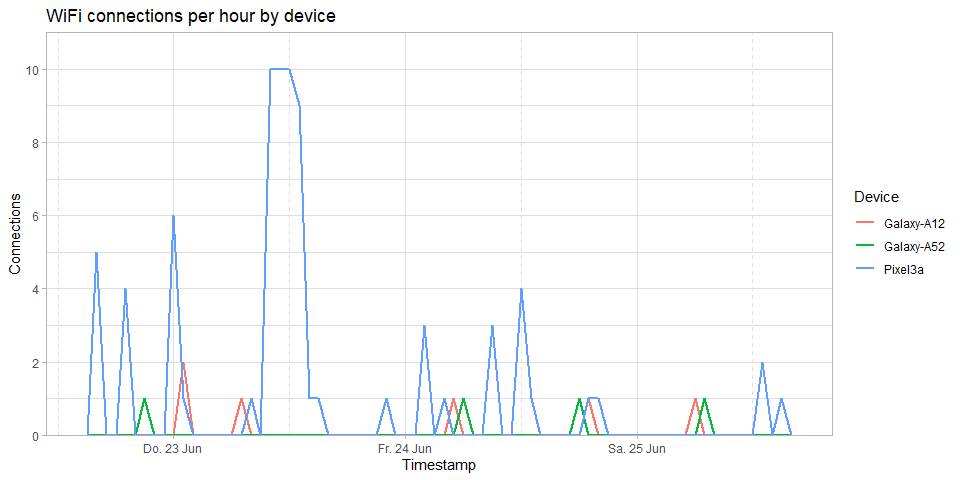 WiFi connections per hour by device
Connections
10
8
6
4
2
0
Do. 23 Jun
Fr. 24 Jun
Sa. 25 Jun
Timestamp
Device
Galaxy-A12
Galaxy-A52
Pixel3a